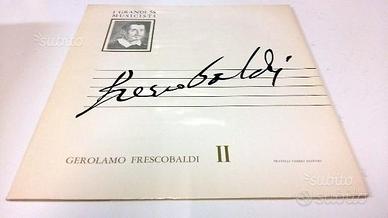 I GRANDI
MUSICISTI
Frescobaldi
GEROLAMO FRESCOBALDI II
FRATELLI FABBRI EDITORI
subito
subito